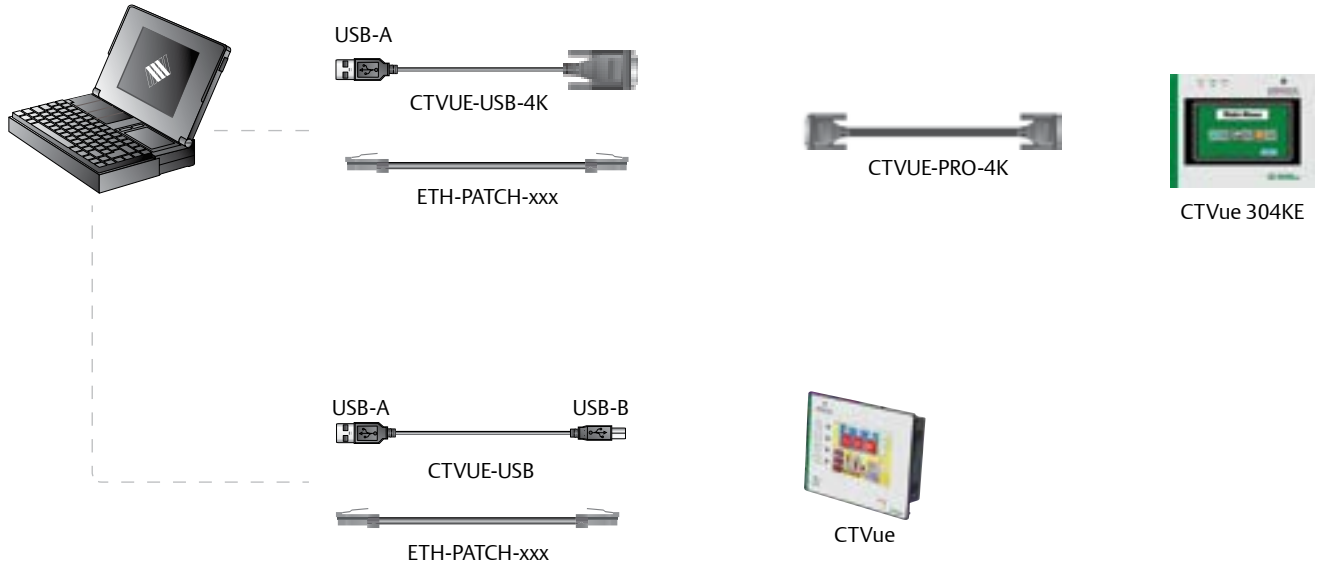 USB-A
CTVUE-USB-4K
ETH-PATCH-xxx
CTVUE-PRO-4K
CTVue 304KE
USB-A
USB-B
CTVUE-USB
ETH-PATCH-xxx
CTVue